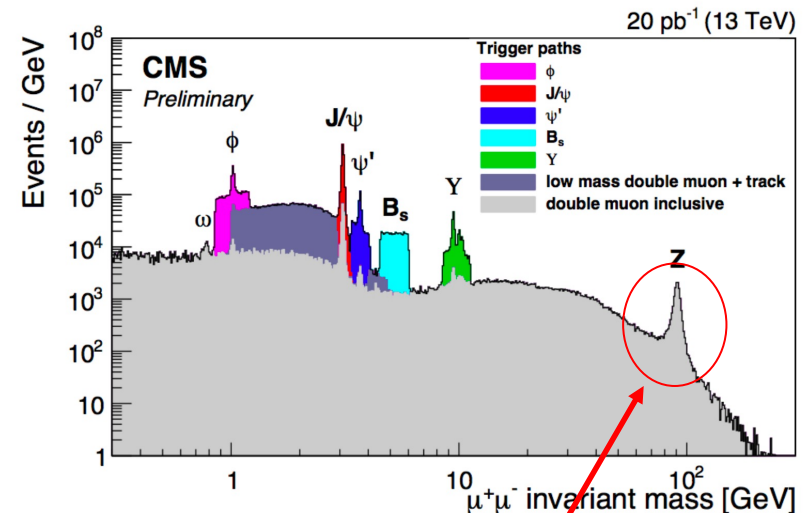 20 pb⁻¹ (13 TeV)
Events / GeV
10⁸
10⁷
10⁶
10⁵
10⁴
10³
10²
10
1
CMS
Preliminary
Trigger paths
ϕ
J/ψ
ψ'
Bₛ
Υ
low mass double muon + track
double muon inclusive
ω
ϕ
J/ψ
ψ'
Bₛ
Υ
Z
1
10
10²
μ⁺μ⁻ invariant mass [GeV]